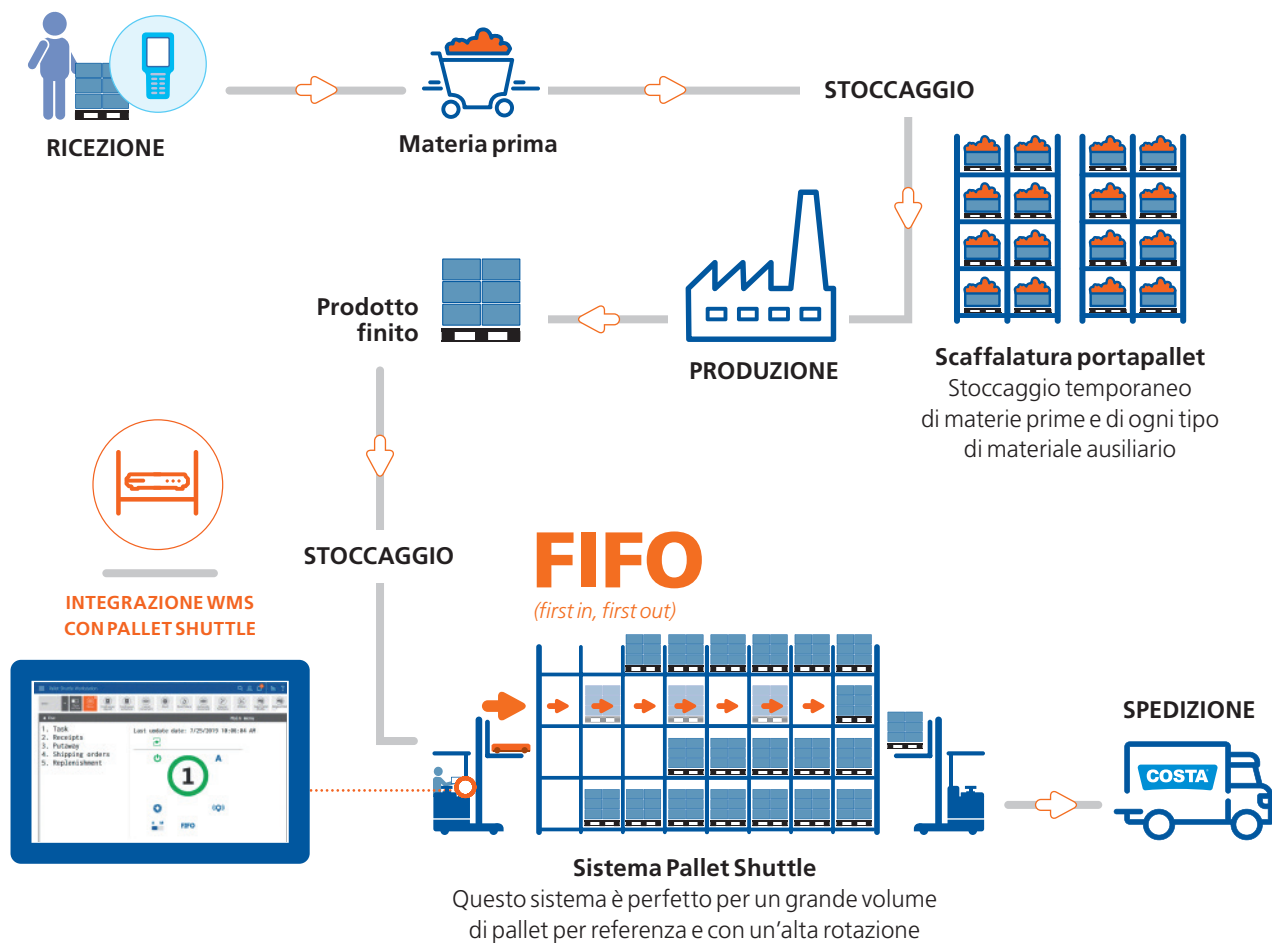 RICEZIONE
Materia prima
STOCCAGGIO
Scaffalatura portapallet
Stoccaggio temporaneo
di materie prime e di ogni tipo
di materiale ausiliario
PRODUZIONE
Prodotto
finito
STOCCAGGIO
INTEGRAZIONE WMS
CON PALLET SHUTTLE
1. Task
2. Receipts
3. Putaway
4. Shipping orders
5. Replenishment
Last update date: 7/25/2019 10:06:04 AM
A
1
FIFO
FIFO
(first in, first out)
Sistema Pallet Shuttle
Questo sistema è perfetto per un grande volume
di pallet per referenza e con un'alta rotazione
SPEDIZIONE
COSTA